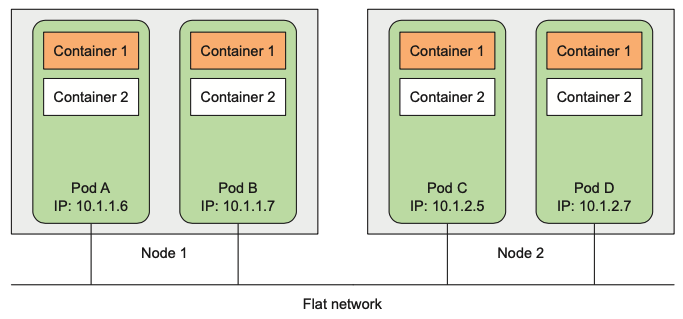 Container 1
Container 2
Pod A
IP: 10.1.1.6
Container 1
Container 2
Pod B
IP: 10.1.1.7
Node 1
Container 1
Container 2
Pod C
IP: 10.1.2.5
Container 1
Container 2
Pod D
IP: 10.1.2.7
Node 2
Flat network